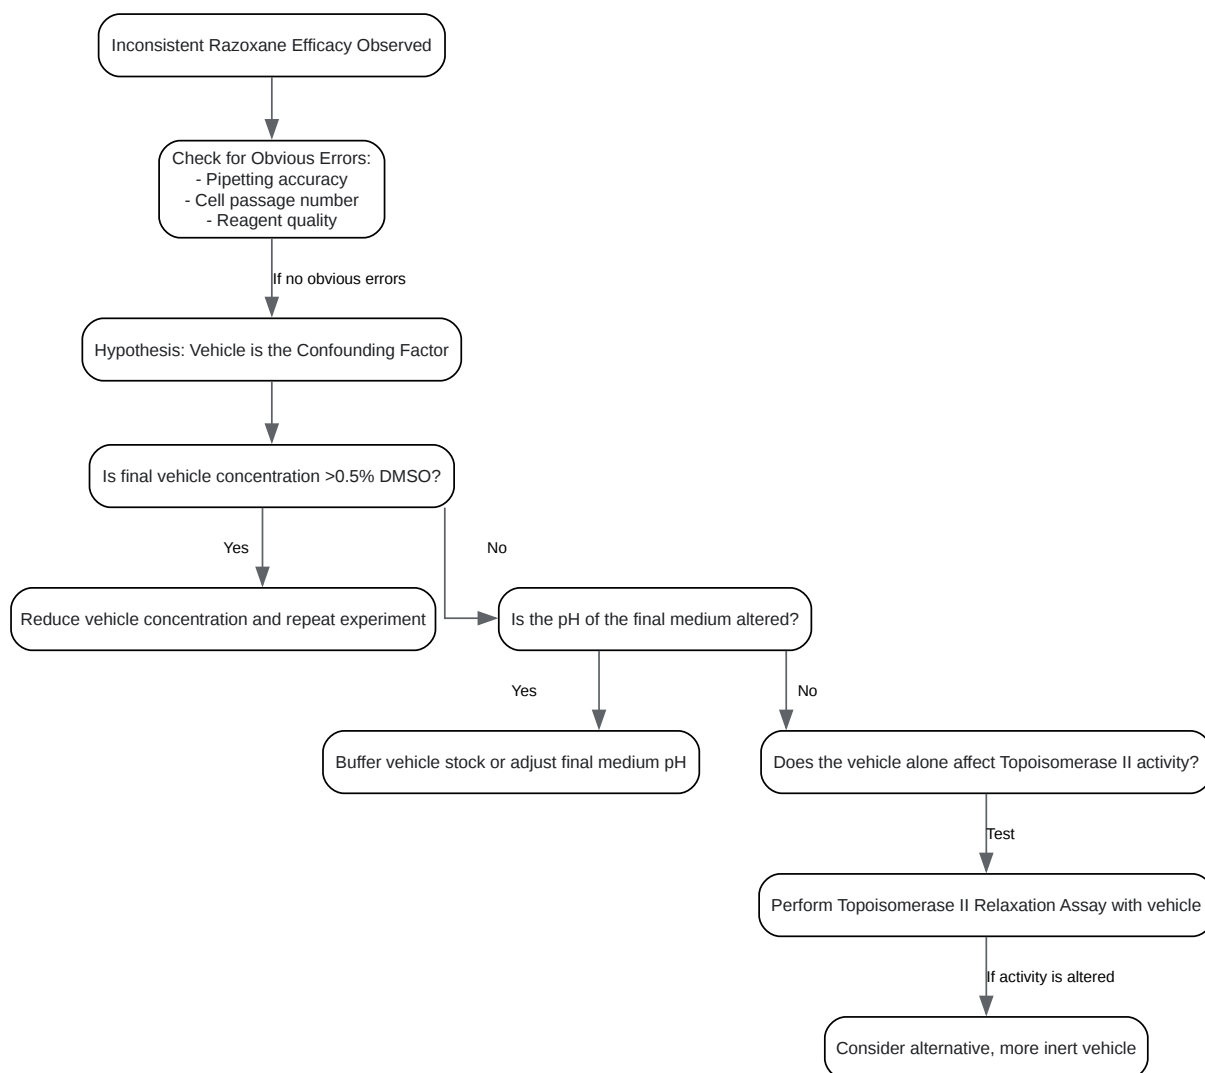 Inconsistent Razoxane Efficacy Observed
Check for Obvious Errors:
- Pipetting accuracy
- Cell passage number
- Reagent quality
If no obvious errors
Hypothesis: Vehicle is the Confounding Factor
Is final vehicle concentration >0.5% DMSO?
Yes
No
Reduce vehicle concentration and repeat experiment
Is the pH of the final medium altered?
Yes
No
Buffer vehicle stock or adjust final medium pH
Does the vehicle alone affect Topoisomerase II activity?
Test
Perform Topoisomerase II Relaxation Assay with vehicle
If activity is altered
Consider alternative, more inert vehicle